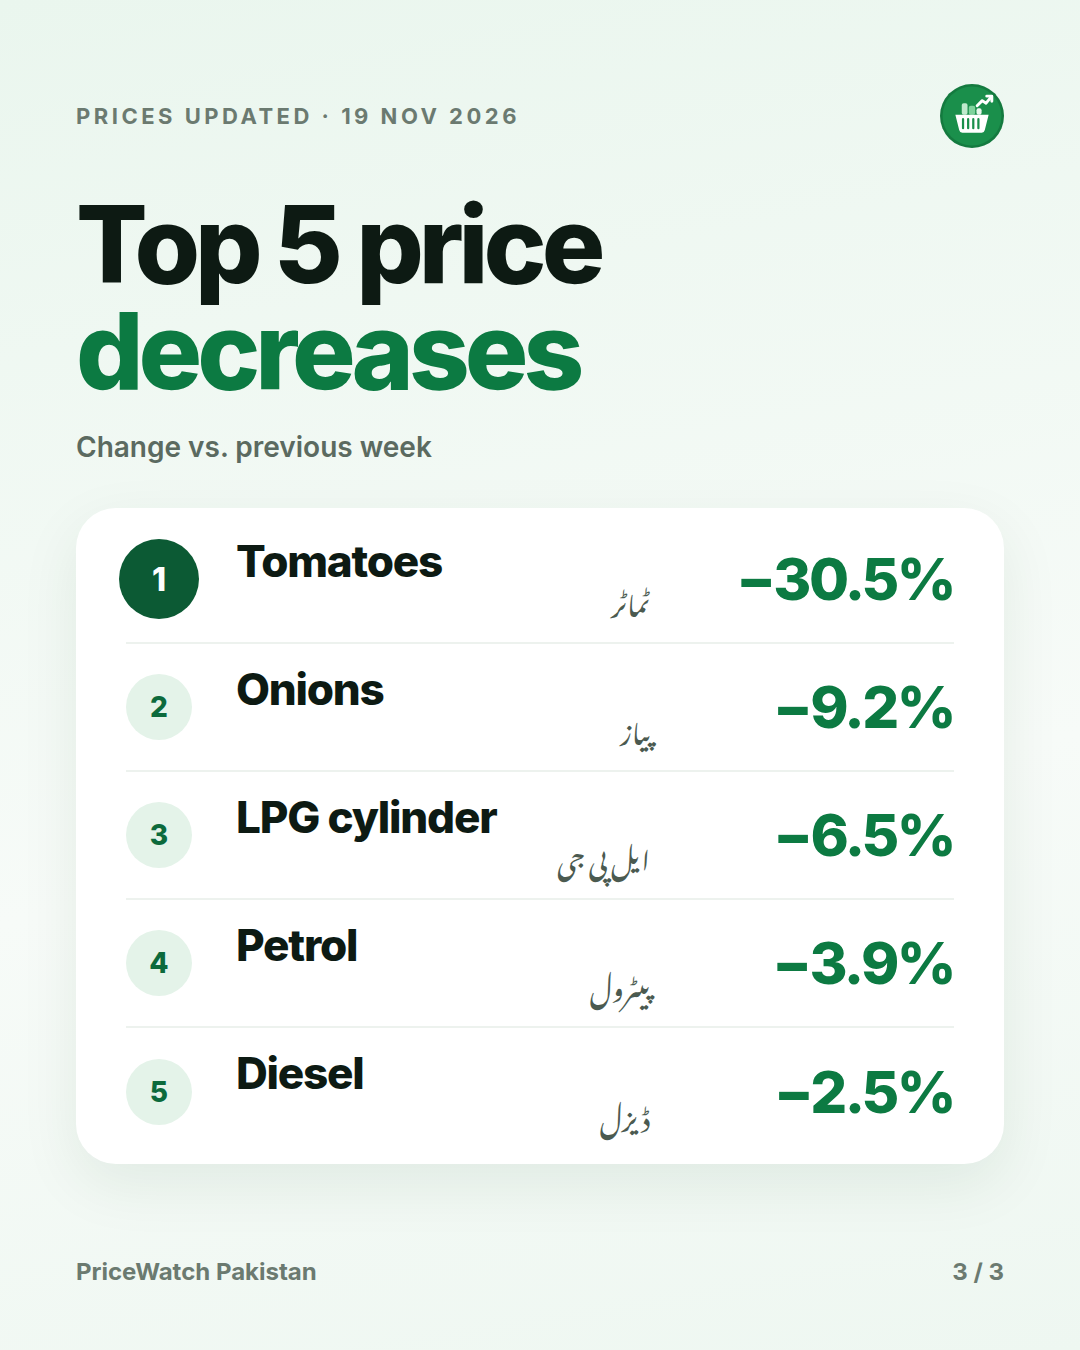 PRICES UPDATED · 19 NOV 2026
Top 5 price
decreases
Change vs. previous week
1
Tomatoes
ٹماٹر
−30.5%
2
Onions
پیاز
−9.2%
3
LPG cylinder
ایل پی جی
−6.5%
4
Petrol
پیٹرول
−3.9%
5
Diesel
ڈیزل
−2.5%
PriceWatch Pakistan
3 / 3